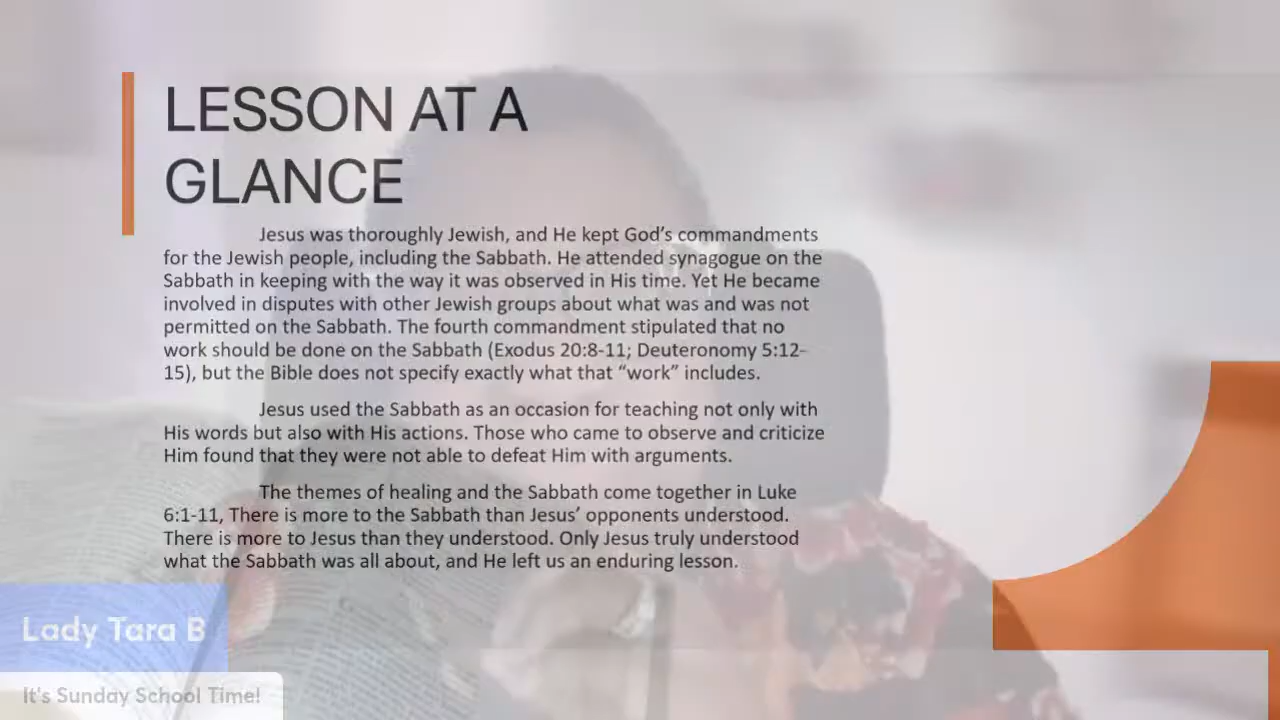 LESSON AT A
GLANCE
Jesus was thoroughly Jewish, and He kept God’s commandments
for the Jewish people, including the Sabbath. He attended synagogue on the
Sabbath in keeping with the way it was observed in His time. Yet He became
involved in disputes with other Jewish groups about what was and was not
permitted on the Sabbath. The fourth commandment stipulated that no
work should be done on the Sabbath (Exodus 20:8-11; Deuteronomy 5:12-
15), but the Bible does not specify exactly what that “work” includes.
Jesus used the Sabbath as an occasion for teaching not only with
His words but also with His actions. Those who came to observe and criticize
Him found that they were not able to defeat Him with arguments.
The themes of healing and the Sabbath come together in Luke
6:1-11, There is more to the Sabbath than Jesus’ opponents understood.
There is more to Jesus than they understood. Only Jesus truly understood
what the Sabbath was all about, and He left us an enduring lesson.
Lady Tara B
It's Sunday School Time!